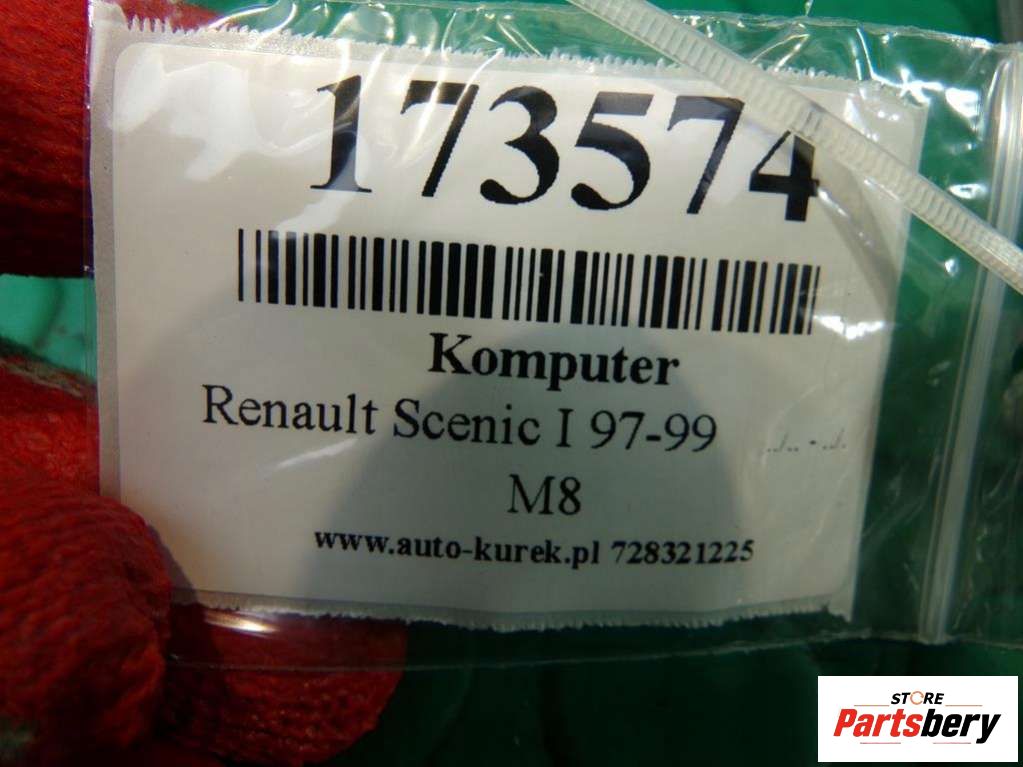 173574
Komputer
Renault Scenic I 97-99
M8
www.auto-kurek.pl 728321225
STORE
Partsbery